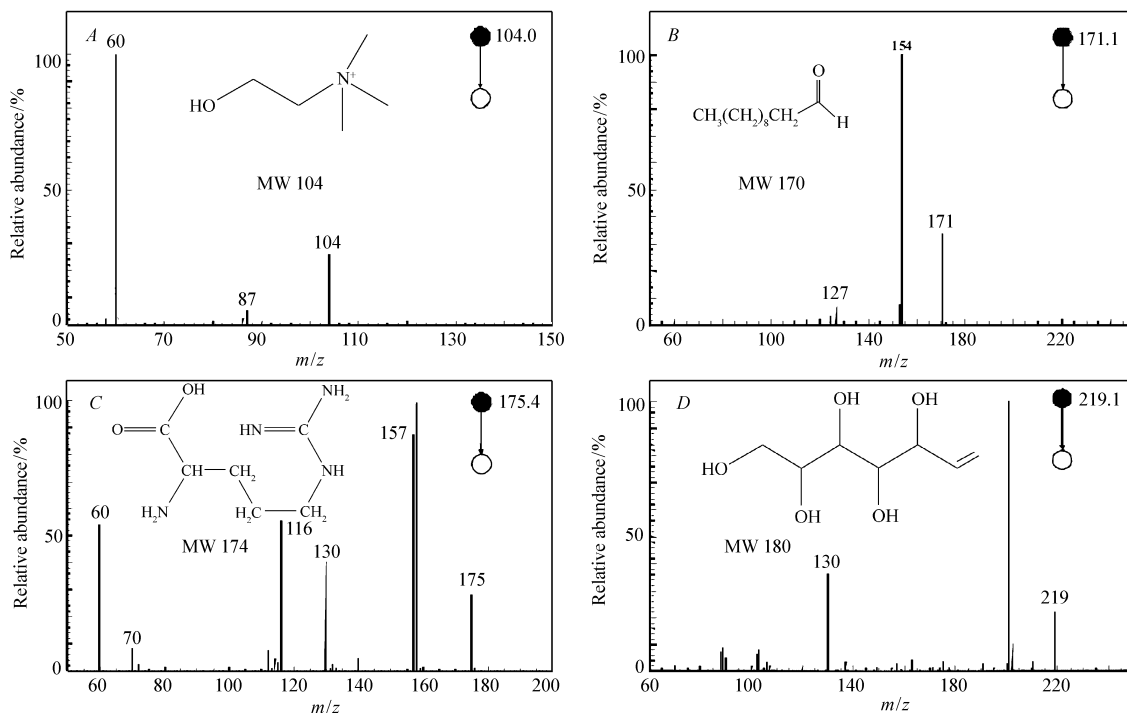 A
60
104.0
HO
N+
MW 104
104
87
100
50
0
50
70
90
110
130
150
Relative abundance/%
m/z
B
154
171.1
O
CH3(CH2)8CH2
H
MW 170
171
127
100
50
0
100
140
180
220
Relative abundance/%
m/z
C
OH
NH2
175.4
O
C
HN
C
157
CH2
NH
H2N
H2C
CH2
60
116
MW 174
130
175
70
100
50
0
60
80
100
120
140
160
180
200
Relative abundance/%
m/z
D
OH
OH
219.1
HO
OH
OH
MW 180
130
219
100
50
0
60
100
140
180
220
Relative abundance/%
m/z